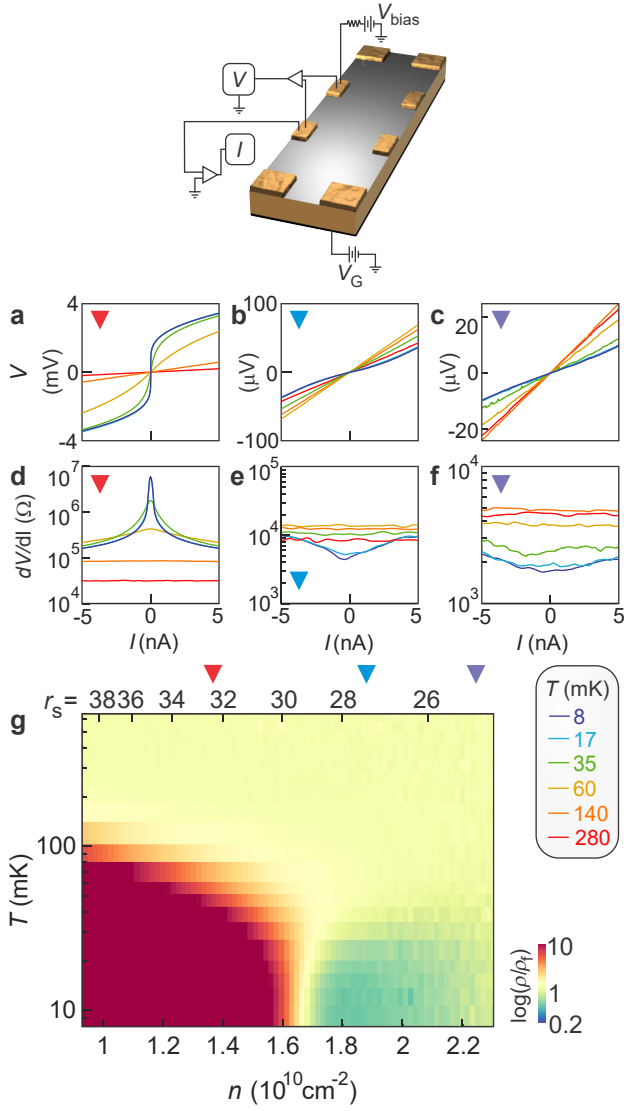 V_bias
V
I
V_G
a
b
c
4
0
-4
V
(mV)
100
0
-100
(μV)
20
0
-20
(μV)
0
0
0
d
e
f
10^7
10^6
10^5
10^4
dV/dI (Ω)
10^5
10^4
10^3
10^4
10^3
-5 0 5
-5 0 5
-5 0 5
I (nA)
I (nA)
I (nA)
r_s= 38 36 34 32 30 28 26
g
T (mK)
8
17
35
60
140
280
100
10
T (mK)
10
1
0.2
log(ρ/ρ_f)
1 1.2 1.4 1.6 1.8 2 2.2
n (10^10cm^-2)